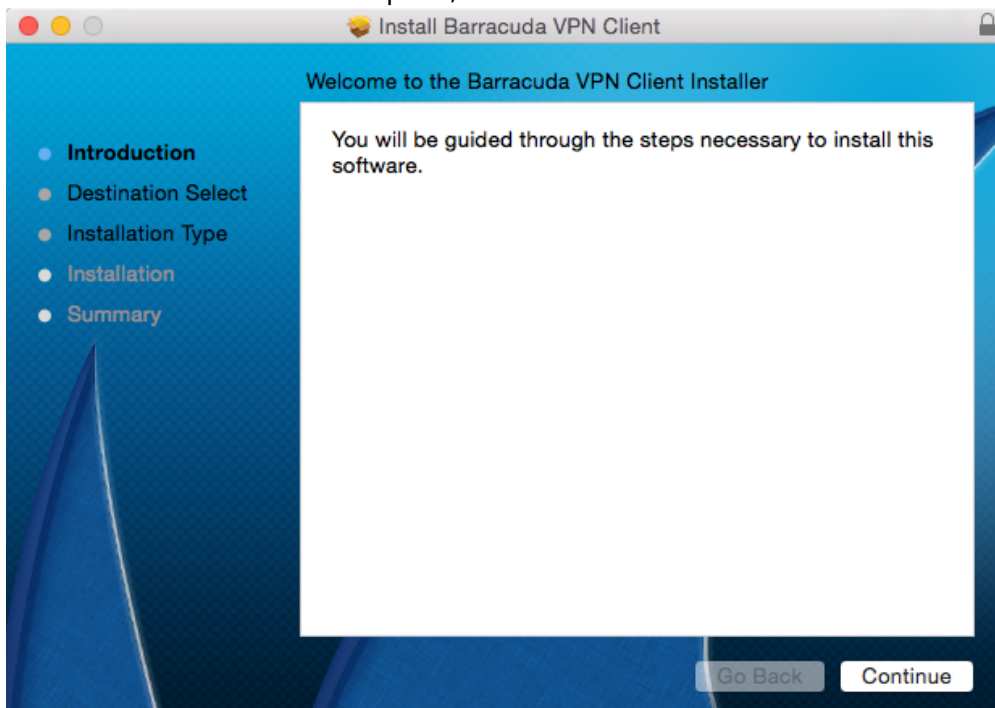 Install Barracuda VPN Client
Welcome to the Barracuda VPN Client Installer
Introduction
Destination Select
Installation Type
Installation
Summary
You will be guided through the steps necessary to install this
software.
Go Back
Continue